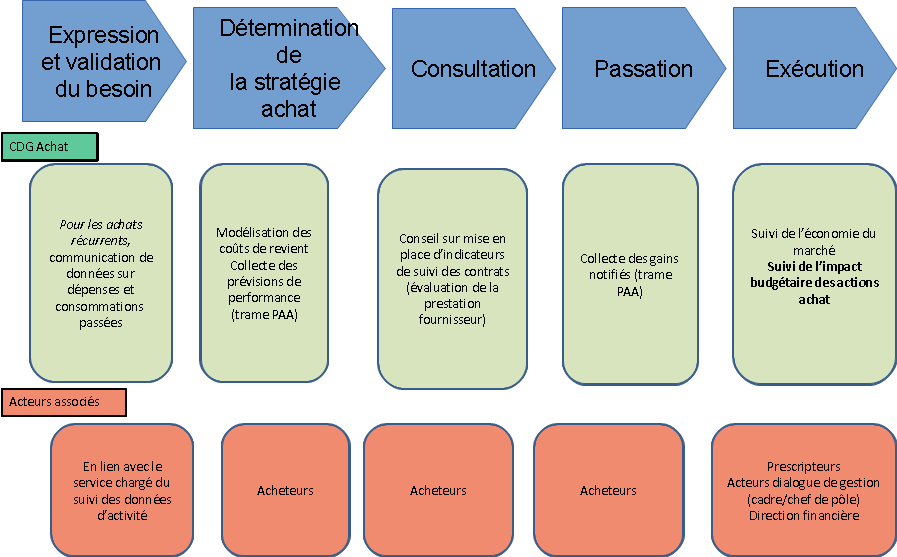 Expression
et validation
du besoin
Détermination
de
la stratégie
achat
Consultation
Passation
Exécution
CDG Achat
Pour les achats
récurrents,
communication de
données sur
dépenses et
consommations
passées
Modélisation des
coûts de revient
Collecte des
prévisions de
performance
(trame PAA)
Conseil sur mise en
place d’indicateurs
de suivi des contrats
(évaluation de la
prestation
fournisseur)
Collecte des gains
notifiés (trame
PAA)
Suivi de l’économie du
marché
Suivi de l’impact
budgétaire des actions
achat
Acteurs associés
En lien avec le
service chargé du
suivi des données
d’activité
Acheteurs
Acheteurs
Acheteurs
Prescripteurs
Acteurs dialogue de gestion
(cadre/chef de pôle)
Direction financière